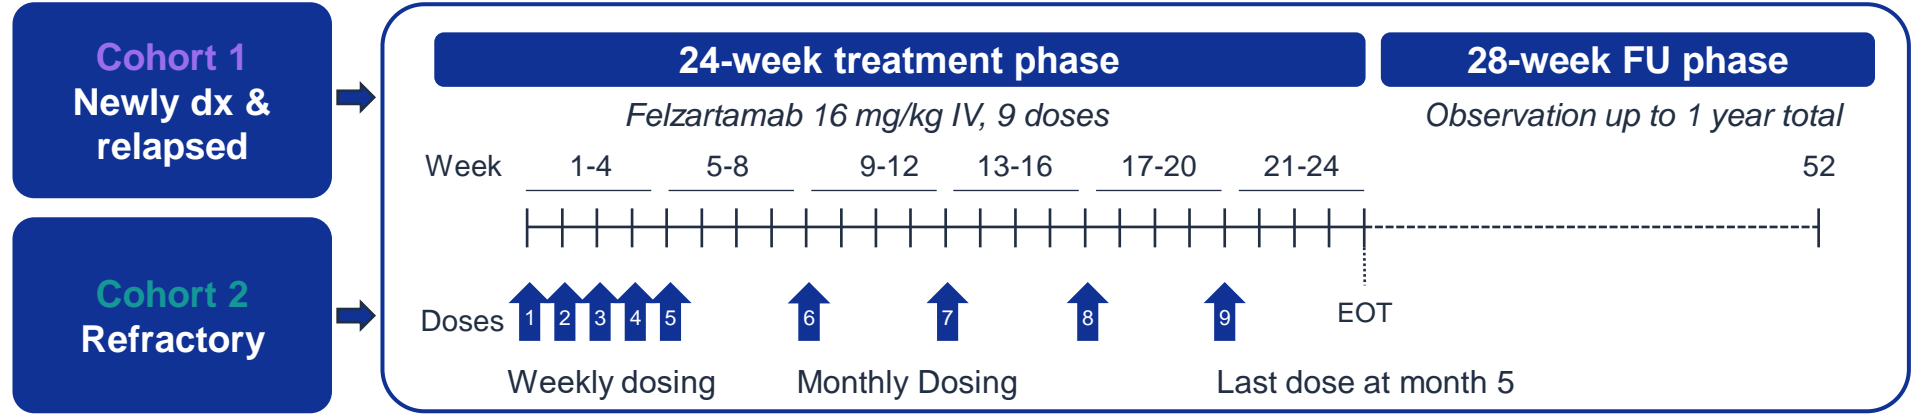 Cohort 1
Newly dx &
relapsed
Cohort 2
Refractory
24-week treatment phase
28-week FU phase
Felzartamab 16 mg/kg IV, 9 doses
Observation up to 1 year total
Week 1-4 5-8 9-12 13-16 17-20 21-24 52
Doses 1 2 3 4 5 6 7 8 9 EOT
Weekly dosing Monthly Dosing Last dose at month 5